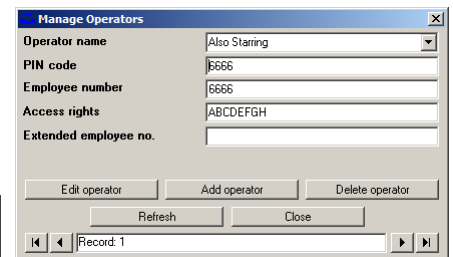 Manage Operators
Operator name Also Starring
PIN code 6666
Employee number 6666
Access rights ABCDEFGH
Extended employee no.
Edit operator Add operator Delete operator
Refresh Close
Record: 1